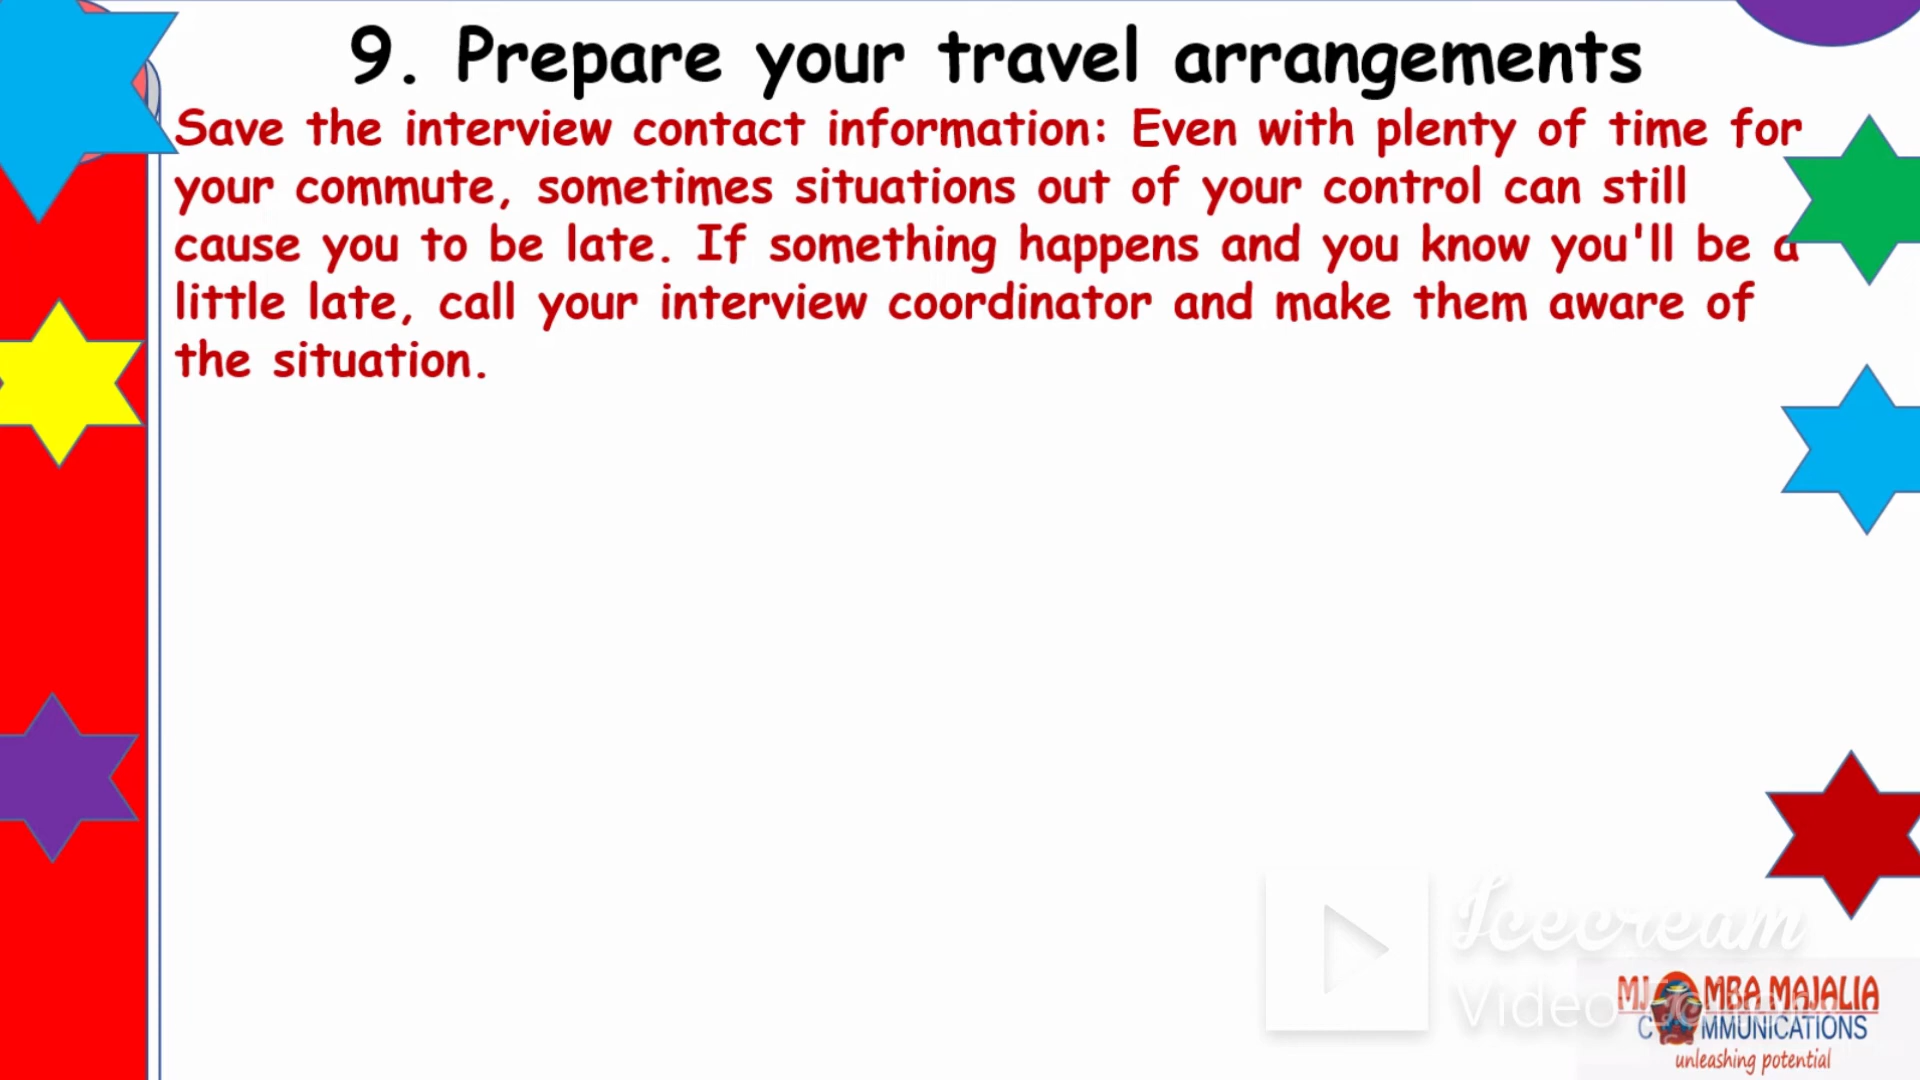 9. Prepare your travel arrangements
Save the interview contact information: Even with plenty of time for
your commute, sometimes situations out of your control can still
cause you to be late. If something happens and you know you'll be a
little late, call your interview coordinator and make them aware of
the situation.
Icecream
Video
MJOMBA MAJALIA
COMMUNICATIONS
unleashing potential